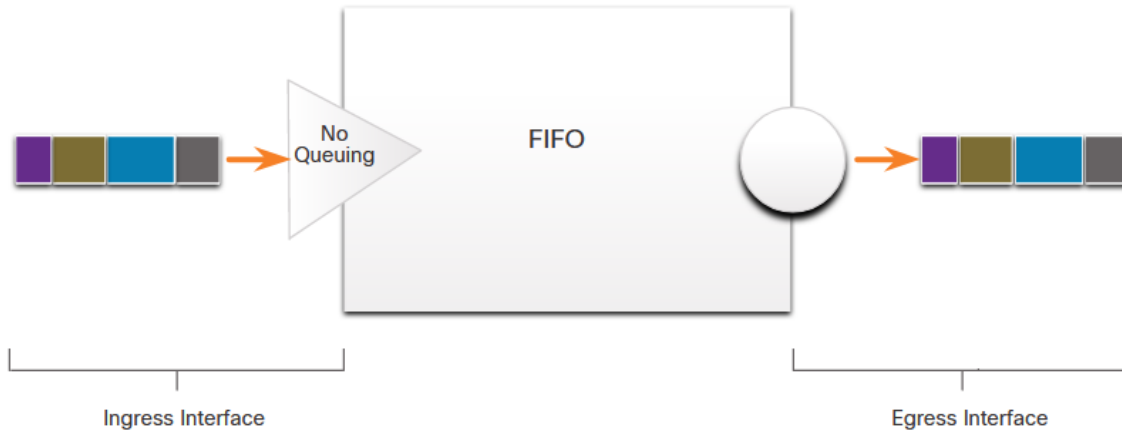 No
Queuing
FIFO
Ingress Interface
Egress Interface